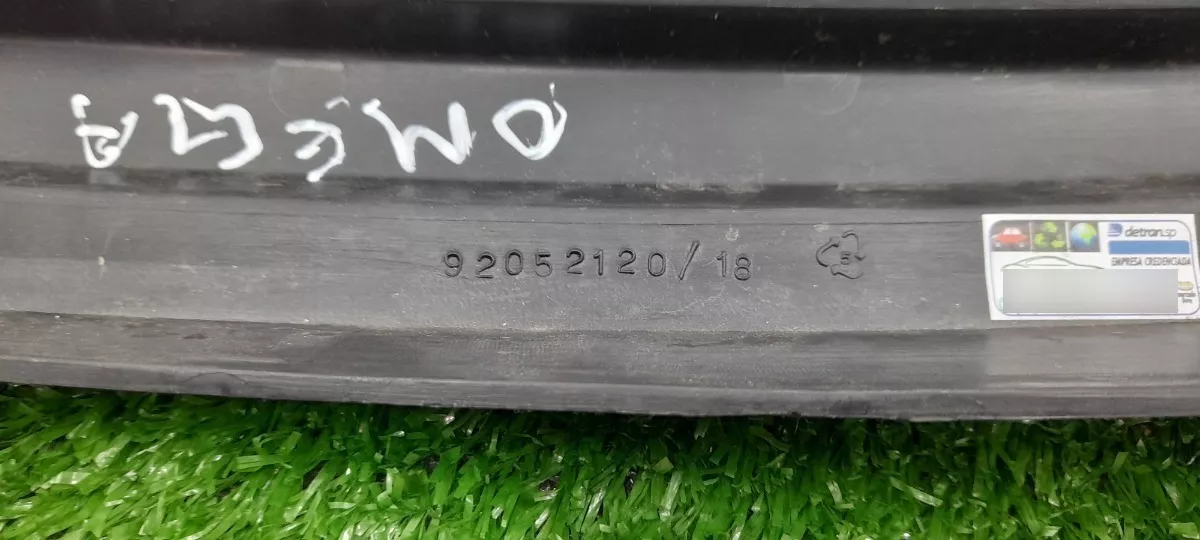 OMEGA
92052120/18
5
detran.sp
EMPRESA CREDENCIADA